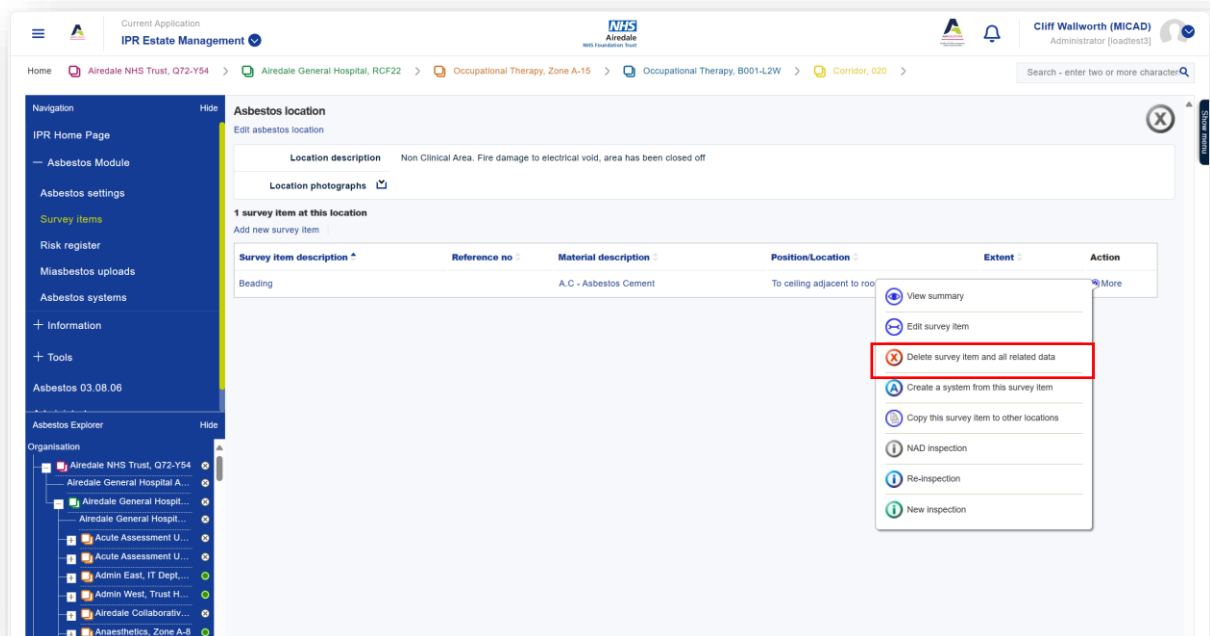 Current Application
IPR Estate Management
NHS
Airedale
NHS Foundation Trust
Cliff Wallworth (MICAD)
Administrator [loadtest3]
Home Airedale NHS Trust, Q72-Y54 > Airedale General Hospital, RCF22 > Occupational Therapy, Zone A-15 > Occupational Therapy, B001-L2W > Corridor, 020 >
Search - enter two or more character
Show menu
Navigation Hide
IPR Home Page
Asbestos Module
Asbestos settings
Survey items
Risk register
Miasbestos uploads
Asbestos systems
Information
Tools
Asbestos 03.08.06
Asbestos Explorer Hide
Organisation
Airedale NHS Trust, Q72-Y54
Airedale General Hospital A...
Airedale General Hospit...
Airedale General Hospit...
Acute Assessment U...
Acute Assessment U...
Admin East, IT Dept,...
Admin West, Trust H...
Airedale Collaborativ...
Anaesthetics, Zone A-8
Asbestos location
Edit asbestos location
Location description Non Clinical Area. Fire damage to electrical void, area has been closed off
Location photographs
1 survey item at this location
Add new survey item
Survey item description Reference no Material description Position/Location Extent Action
Beading A.C - Asbestos Cement To ceiling adjacent to roo More
View summary
Edit survey item
Delete survey item and all related data
Create a system from this survey item
Copy this survey item to other locations
NAD inspection
Re-inspection
New inspection